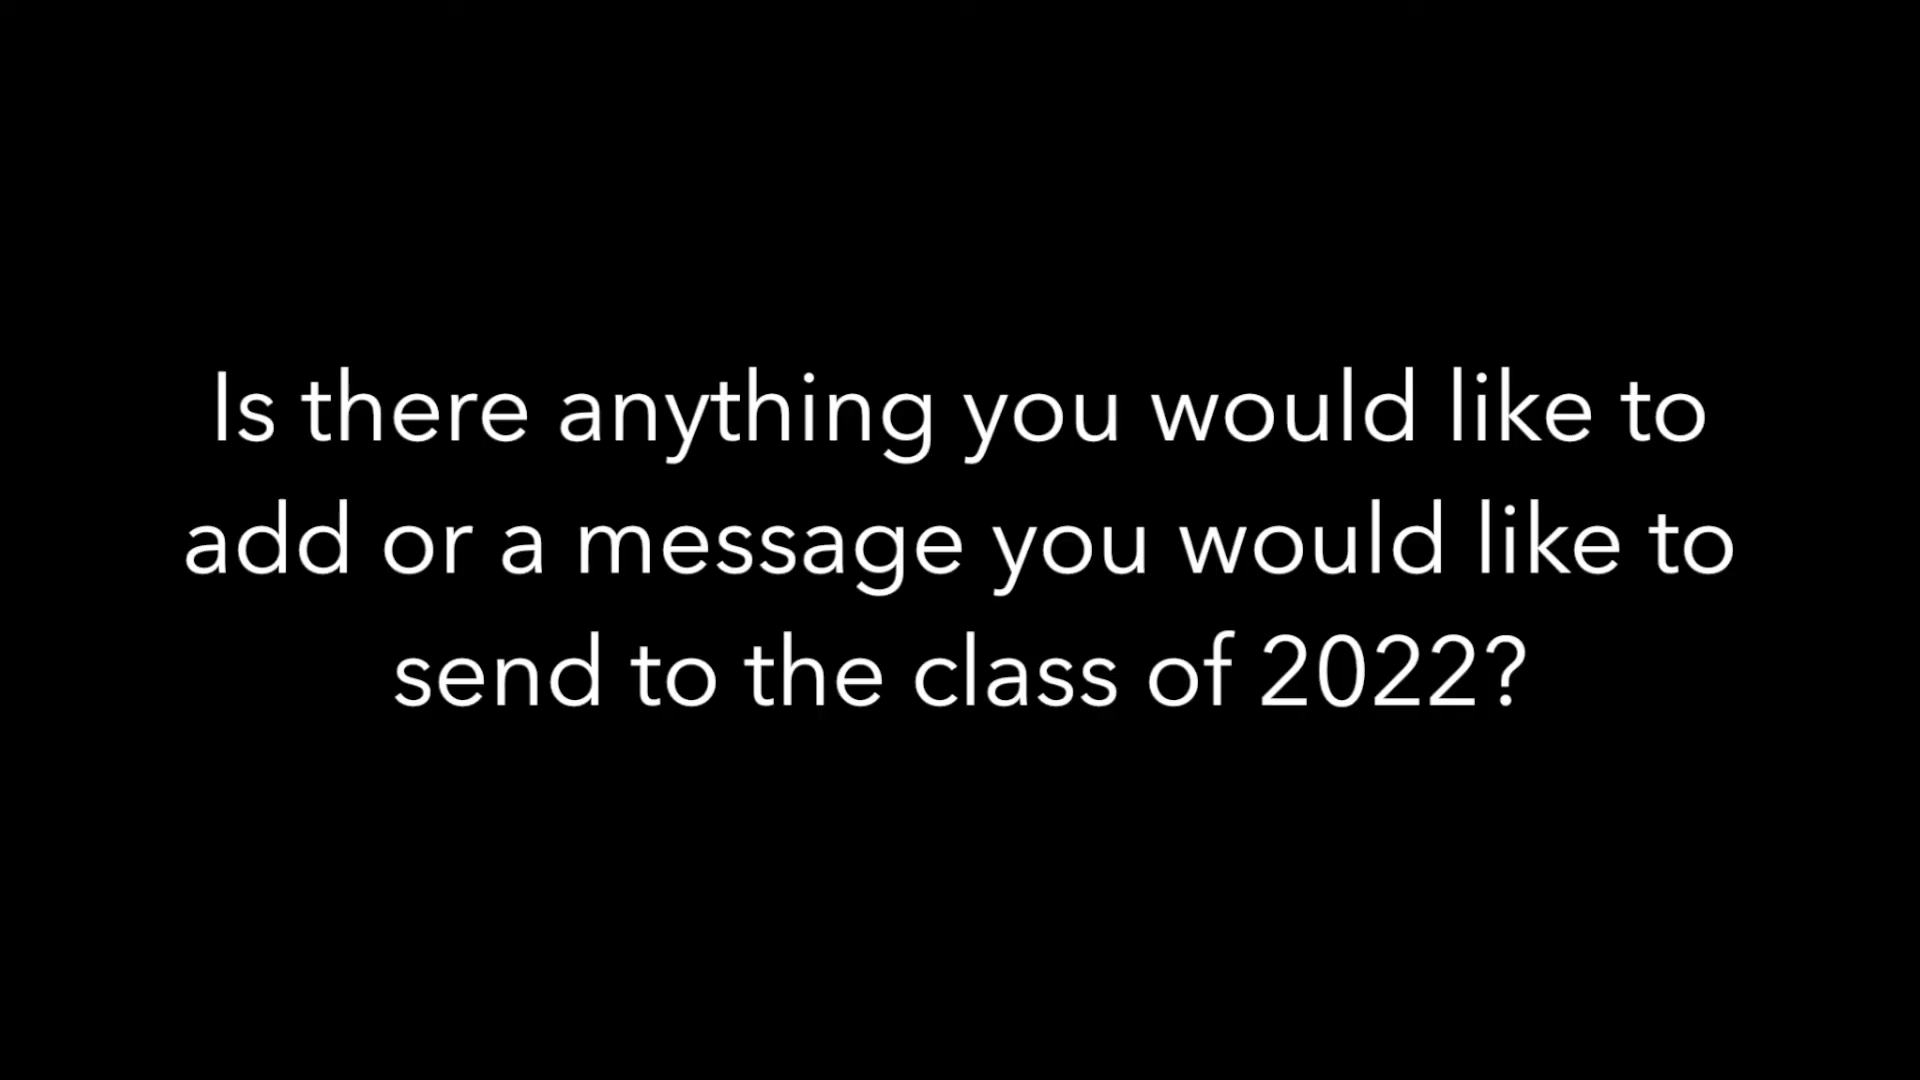 Is there anything you would like to
add or a message you would like to
send to the class of 2022?